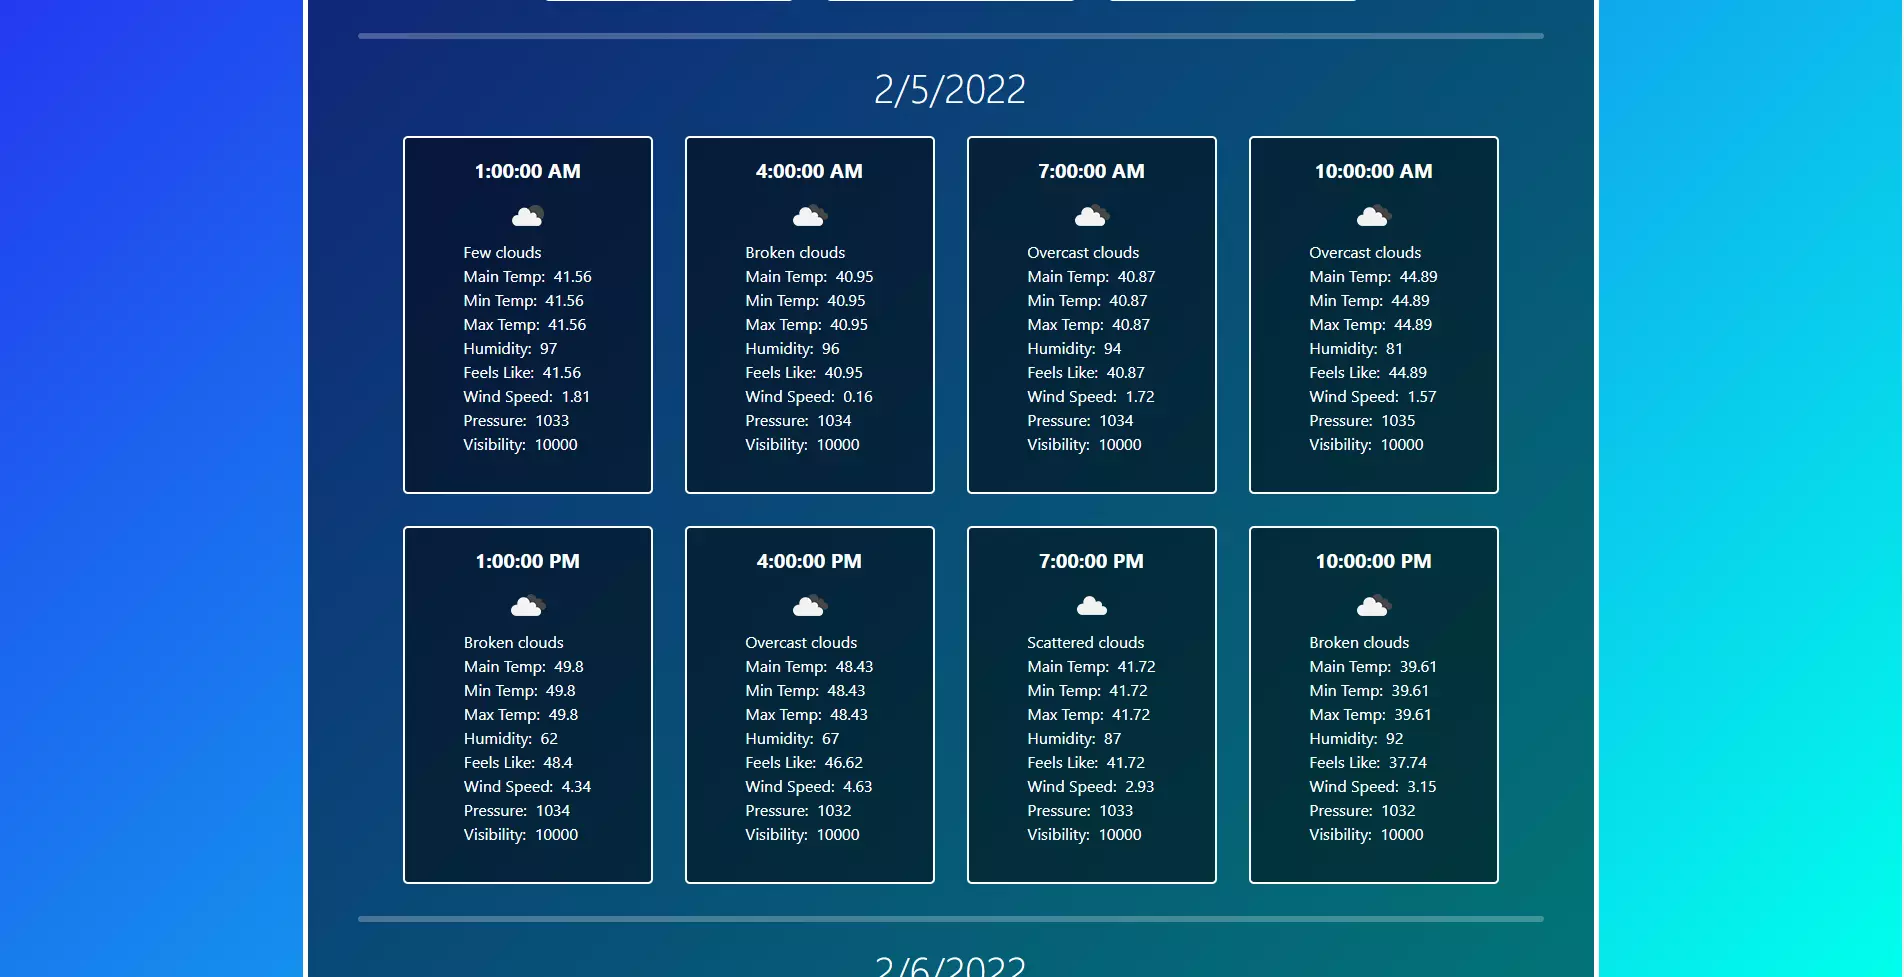 2/5/2022
1:00:00 AM
Few clouds
Main Temp: 41.56
Min Temp: 41.56
Max Temp: 41.56
Humidity: 97
Feels Like: 41.56
Wind Speed: 1.81
Pressure: 1033
Visibility: 10000
4:00:00 AM
Broken clouds
Main Temp: 40.95
Min Temp: 40.95
Max Temp: 40.95
Humidity: 96
Feels Like: 40.95
Wind Speed: 0.16
Pressure: 1034
Visibility: 10000
7:00:00 AM
Overcast clouds
Main Temp: 40.87
Min Temp: 40.87
Max Temp: 40.87
Humidity: 94
Feels Like: 40.87
Wind Speed: 1.72
Pressure: 1034
Visibility: 10000
10:00:00 AM
Overcast clouds
Main Temp: 44.89
Min Temp: 44.89
Max Temp: 44.89
Humidity: 81
Feels Like: 44.89
Wind Speed: 1.57
Pressure: 1035
Visibility: 10000
1:00:00 PM
Broken clouds
Main Temp: 49.8
Min Temp: 49.8
Max Temp: 49.8
Humidity: 62
Feels Like: 48.4
Wind Speed: 4.34
Pressure: 1034
Visibility: 10000
4:00:00 PM
Overcast clouds
Main Temp: 48.43
Min Temp: 48.43
Max Temp: 48.43
Humidity: 67
Feels Like: 46.62
Wind Speed: 4.63
Pressure: 1032
Visibility: 10000
7:00:00 PM
Scattered clouds
Main Temp: 41.72
Min Temp: 41.72
Max Temp: 41.72
Humidity: 87
Feels Like: 41.72
Wind Speed: 2.93
Pressure: 1033
Visibility: 10000
10:00:00 PM
Broken clouds
Main Temp: 39.61
Min Temp: 39.61
Max Temp: 39.61
Humidity: 92
Feels Like: 37.74
Wind Speed: 3.15
Pressure: 1032
Visibility: 10000
2/6/2022